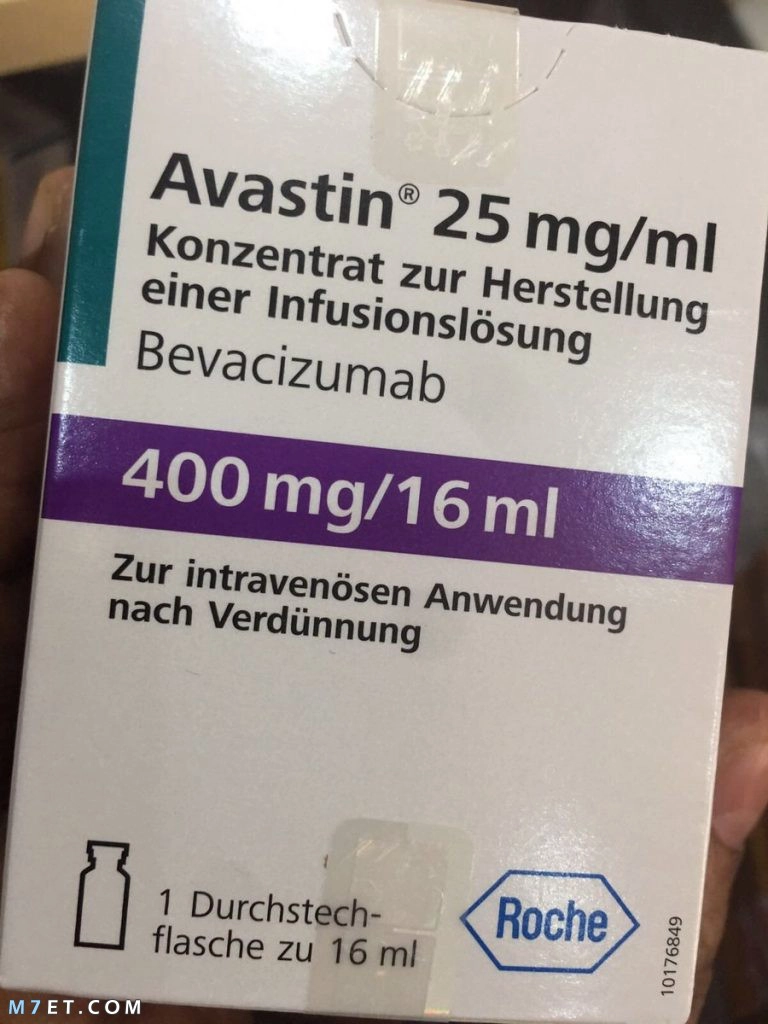 Avastin® 25 mg/ml
Konzentrat zur Herstellung
einer Infusionslösung
Bevacizumab
400 mg/16 ml
Zur intravenösen Anwendung
nach Verdünnung
1 Durchstech-
flasche zu 16 ml
Roche
10176849
M7ET.COM